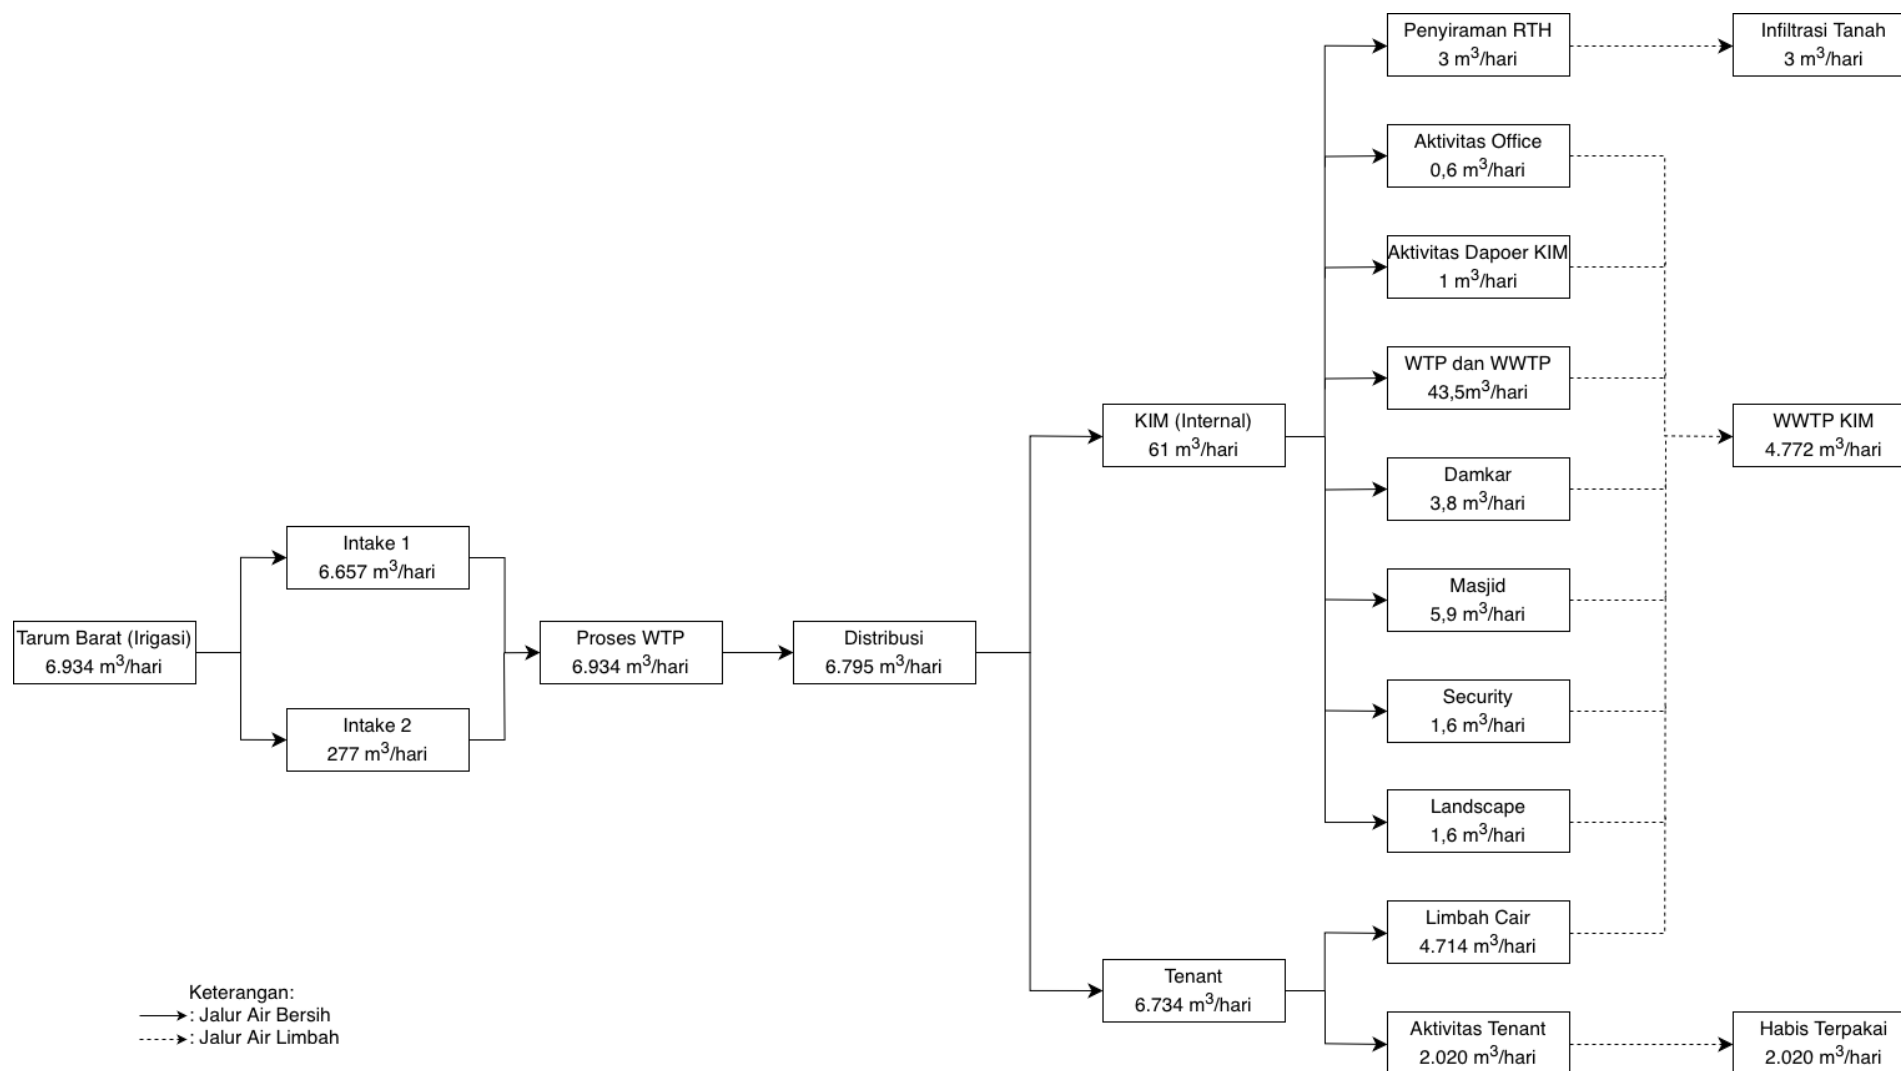 Penyiraman RTH
3 m³/hari
Infiltrasi Tanah
3 m³/hari
Aktivitas Office
0,6 m³/hari
Aktivitas Dapoer KIM
1 m³/hari
WTP dan WWTP
43,5m³/hari
KIM (Internal)
61 m³/hari
WWTP KIM
4.772 m³/hari
Damkar
3,8 m³/hari
Intake 1
6.657 m³/hari
Masjid
5,9 m³/hari
Tarum Barat (Irigasi)
6.934 m³/hari
Proses WTP
6.934 m³/hari
Distribusi
6.795 m³/hari
Security
1,6 m³/hari
Intake 2
277 m³/hari
Landscape
1,6 m³/hari
Limbah Cair
4.714 m³/hari
Tenant
6.734 m³/hari
Aktivitas Tenant
2.020 m³/hari
Habis Terpakai
2.020 m³/hari
Keterangan:
: Jalur Air Bersih
: Jalur Air Limbah